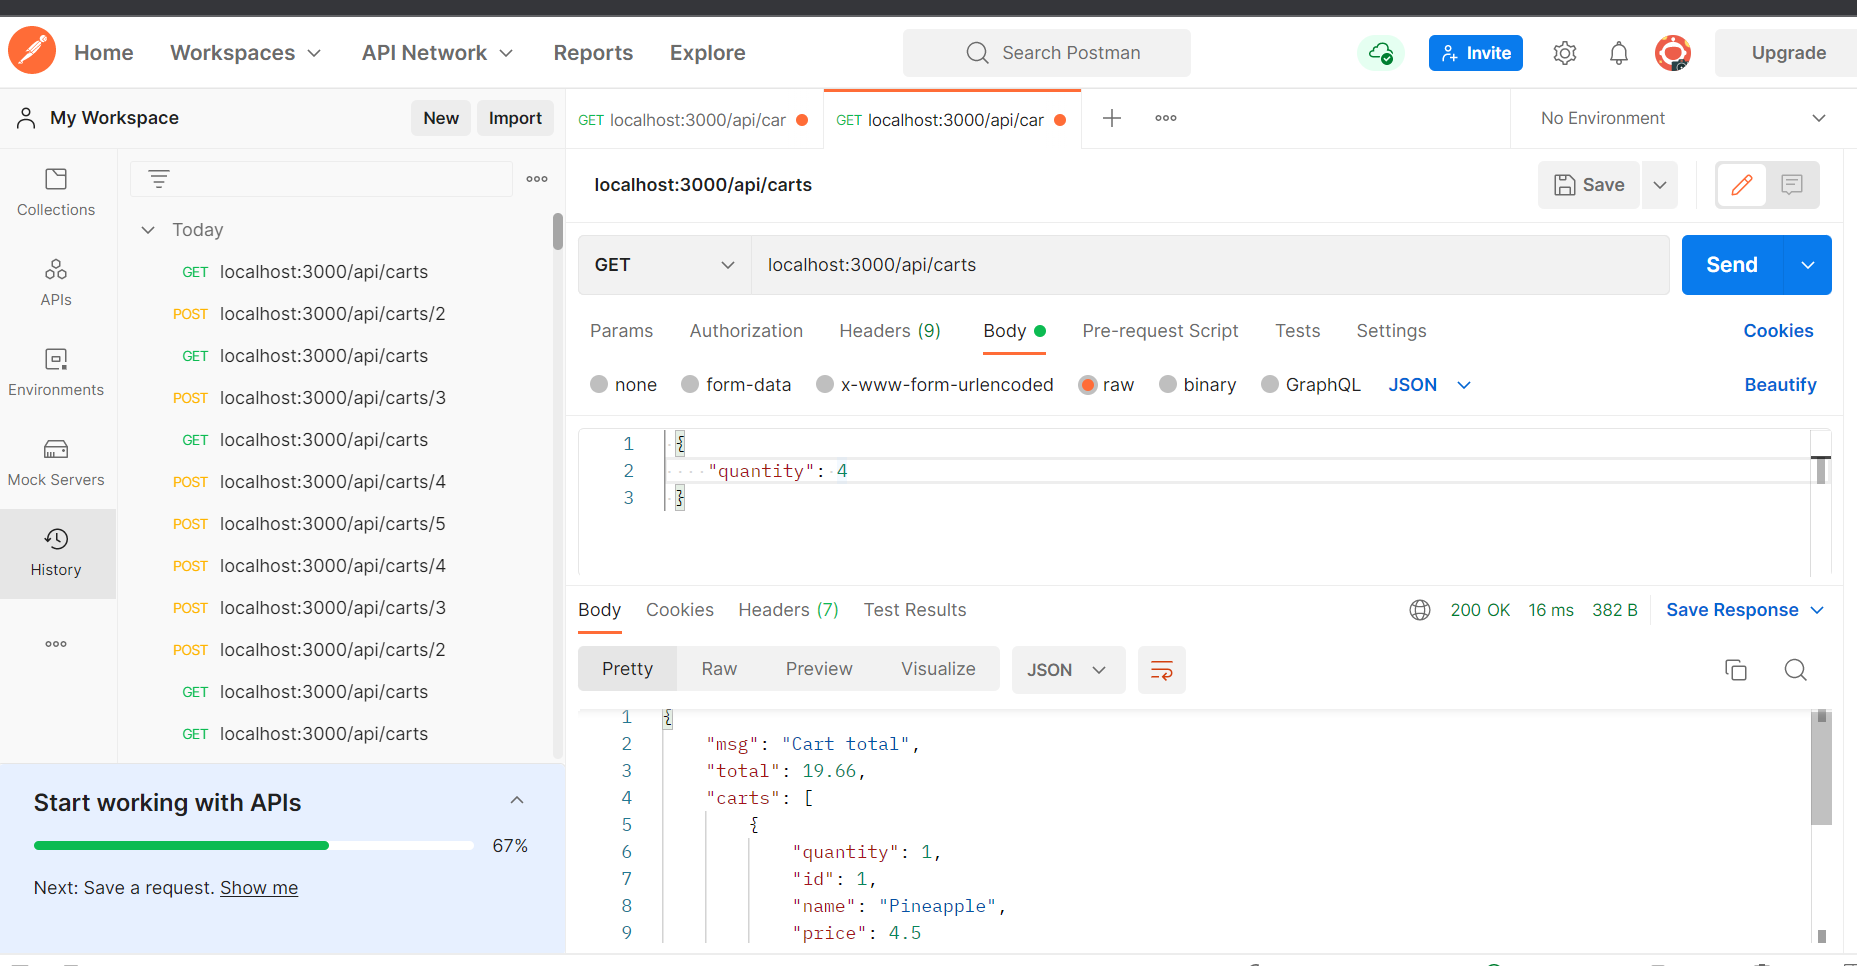 Home Workspaces API Network Reports Explore Search Postman Invite Upgrade
My Workspace New Import
GET localhost:3000/api/car GET localhost:3000/api/car No Environment
Collections
APIs
Environments
Mock Servers
History
Today
GET localhost:3000/api/carts
POST localhost:3000/api/carts/2
GET localhost:3000/api/carts
POST localhost:3000/api/carts/3
GET localhost:3000/api/carts
POST localhost:3000/api/carts/4
POST localhost:3000/api/carts/5
POST localhost:3000/api/carts/4
POST localhost:3000/api/carts/3
POST localhost:3000/api/carts/2
GET localhost:3000/api/carts
GET localhost:3000/api/carts
Start working with APIs
67%
Next: Save a request. Show me
localhost:3000/api/carts Save
GET localhost:3000/api/carts Send
Params Authorization Headers (9) Body Pre-request Script Tests Settings Cookies
none form-data x-www-form-urlencoded raw binary GraphQL JSON Beautify
1 {
2 "quantity": 4
3 }
Body Cookies Headers (7) Test Results 200 OK 16 ms 382 B Save Response
Pretty Raw Preview Visualize JSON
1 {
2 "msg": "Cart total",
3 "total": 19.66,
4 "carts": [
5 {
6 "quantity": 1,
7 "id": 1,
8 "name": "Pineapple",
9 "price": 4.5